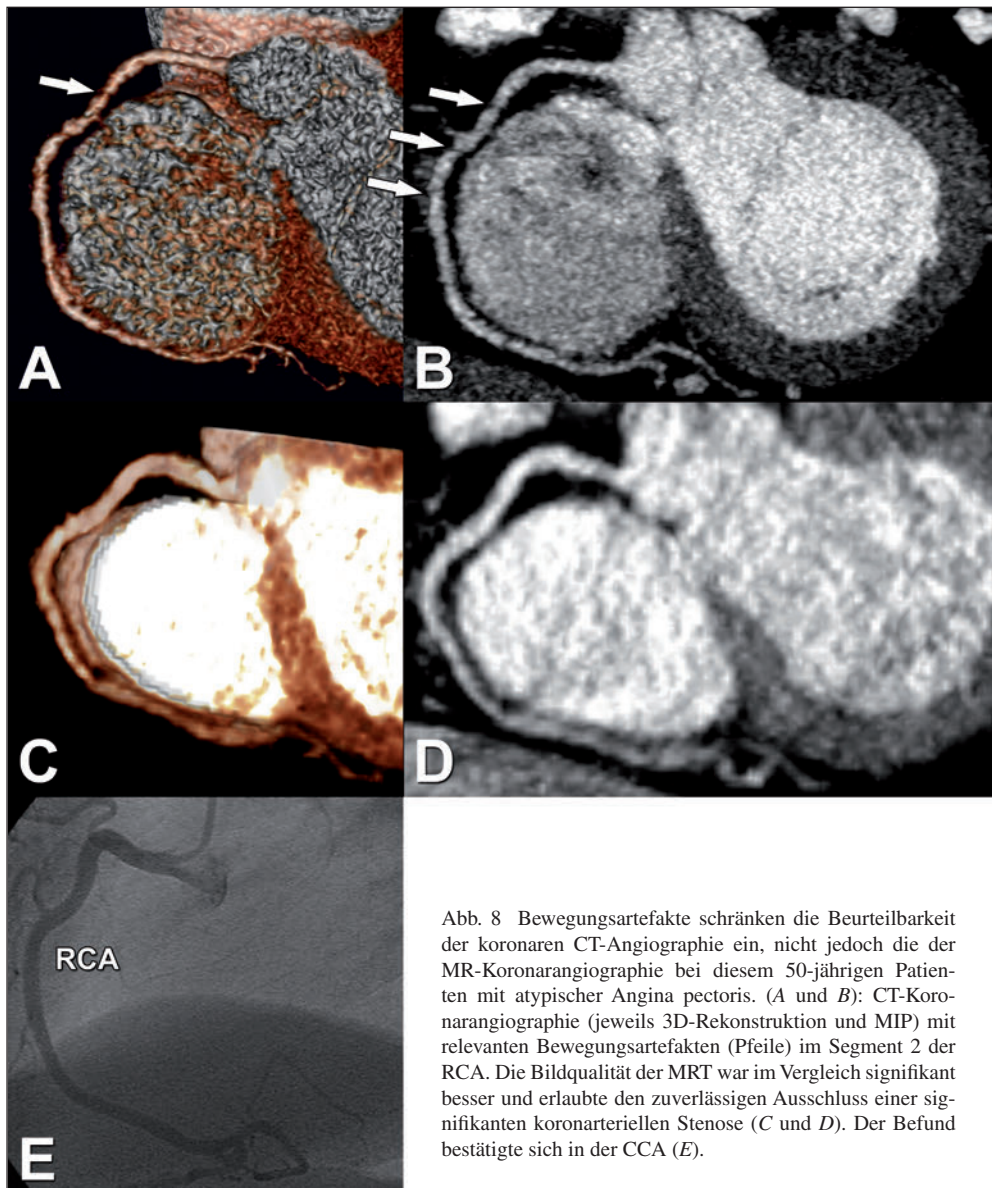 A
B
C
D
RCA
E
Abb. 8 Bewegungsartefakte schränken die Beurteilbarkeit
der koronaren CT-Angiographie ein, nicht jedoch die der
MR-Koronarangiographie bei diesem 50-jährigen Patien-
ten mit atypischer Angina pectoris. (A und B): CT-Koro-
narangiographie (jeweils 3D-Rekonstruktion und MIP) mit
relevanten Bewegungsartefakten (Pfeile) im Segment 2 der
RCA. Die Bildqualität der MRT war im Vergleich signifikant
besser und erlaubte den zuverlässigen Ausschluss einer sig-
nifikanten koronarteriellen Stenose (C und D). Der Befund
bestätigte sich in der CCA (E).